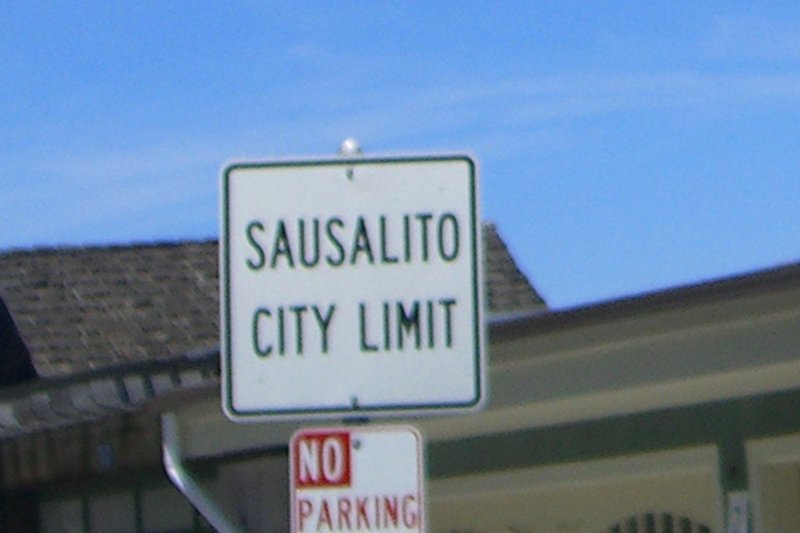 SAUSALITO
CITY LIMIT
NO
PARKING